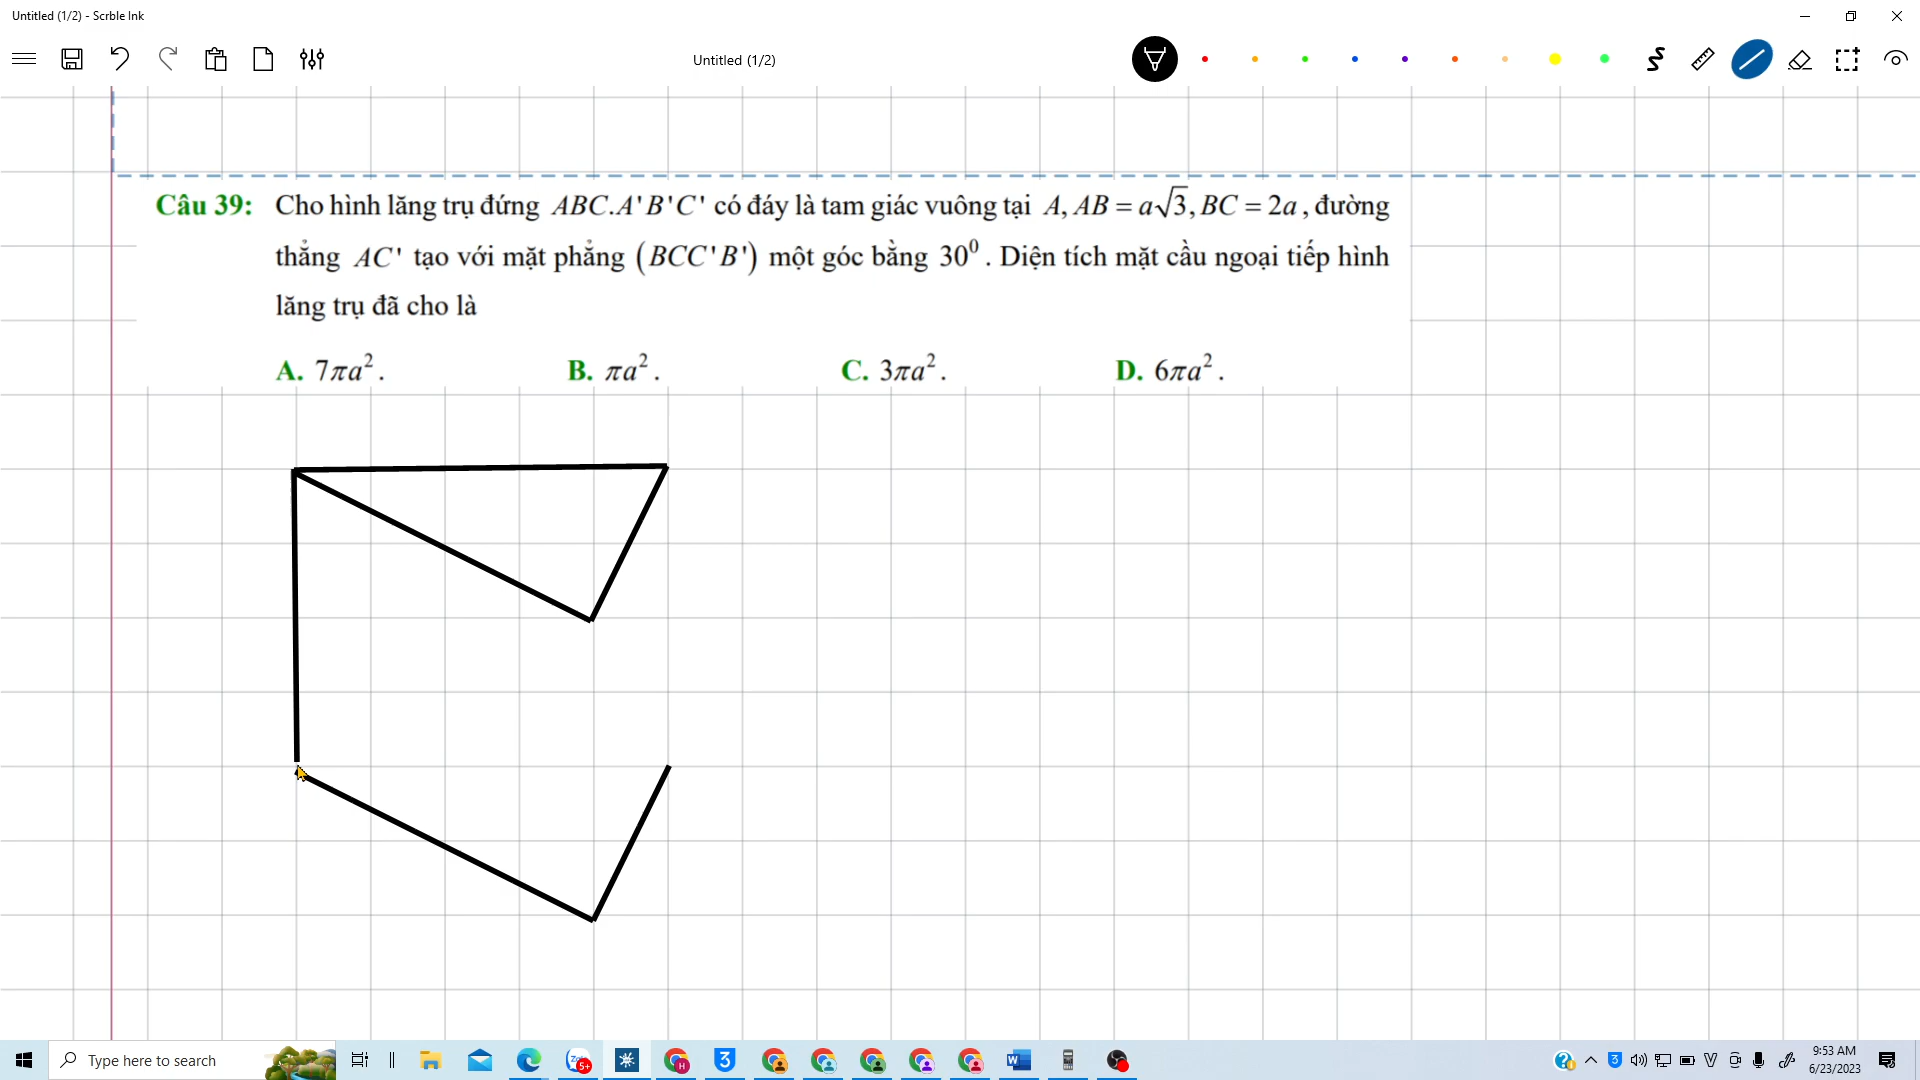 Untitled (1/2) - Scrble Ink
Untitled (1/2)
Câu 39: Cho hình lăng trụ đứng ABC.A'B'C' có đáy là tam giác vuông tại A, AB = a√3, BC = 2a, đường
thẳng AC' tạo với mặt phẳng (BCC'B') một góc bằng 30⁰. Diện tích mặt cầu ngoại tiếp hình
lăng trụ đã cho là
A. 7πa². B. πa². C. 3πa². D. 6πa².
Type here to search
9:53 AM
6/23/2023